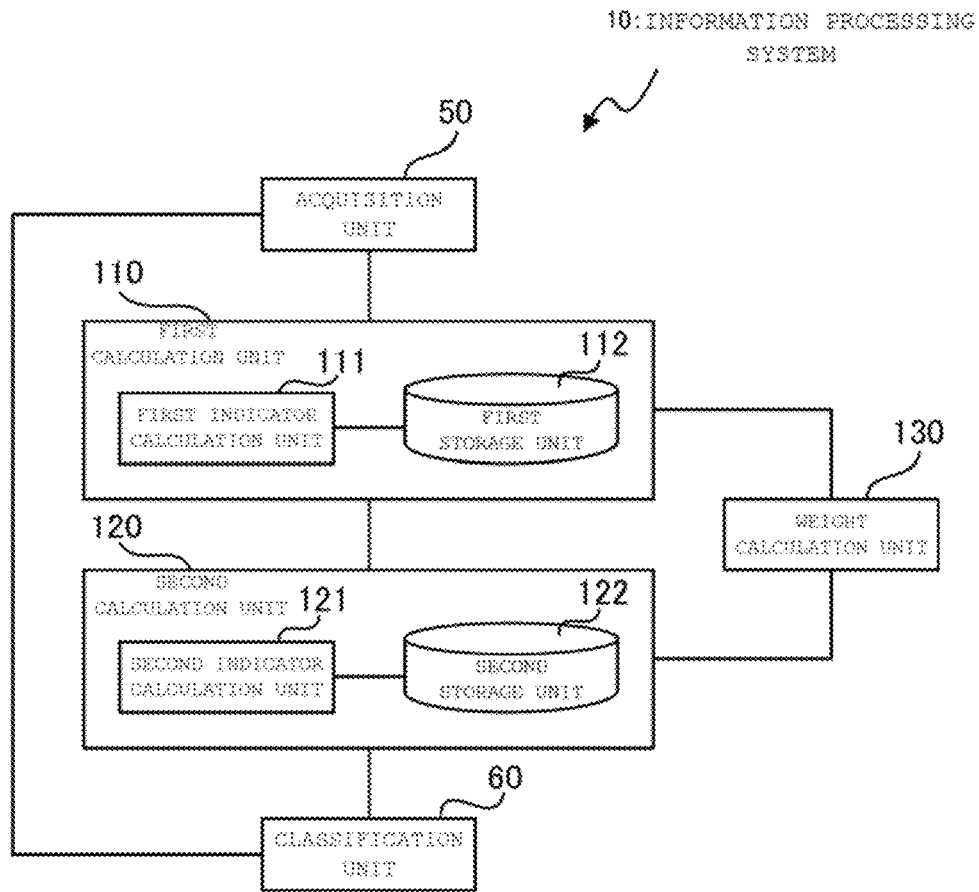 10:INFORMATION PROCESSING
SYSTEM
50
ACQUISITION
UNIT
110
FIRST
CALCULATION UNIT
111
112
FIRST INDICATOR
CALCULATION UNIT
FIRST
STORAGE UNIT
130
WEIGHT
CALCULATION UNIT
120
SECOND
CALCULATION UNIT
121
122
SECOND INDICATOR
CALCULATION UNIT
SECOND
STORAGE UNIT
60
CLASSIFICATION
UNIT